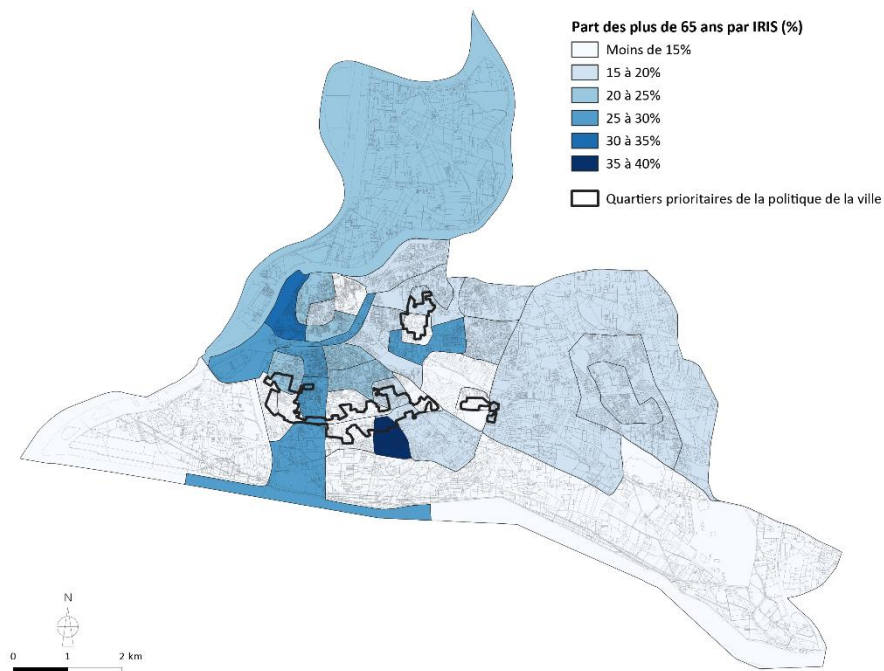 Part des plus de 65 ans par IRIS (%)
Moins de 15%
15 à 20%
20 à 25%
25 à 30%
30 à 35%
35 à 40%
Quartiers prioritaires de la politique de la ville
N
0 1 2 km